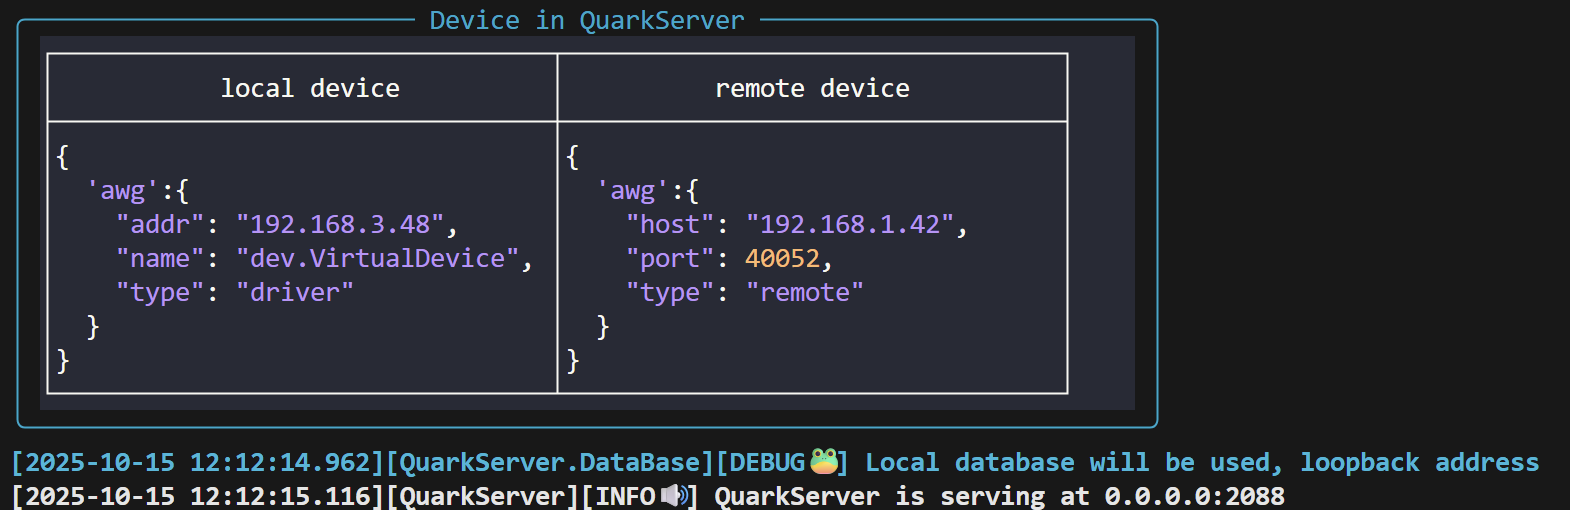 Device in QuarkServer
local device remote device
{ {
'awg':{ 'awg':{
"addr": "192.168.3.48", "host": "192.168.1.42",
"name": "dev.VirtualDevice", "port": 40052,
"type": "driver" "type": "remote"
} }
} }
[2025-10-15 12:12:14.962][QuarkServer.DataBase][DEBUG🐸] Local database will be used, loopback address
[2025-10-15 12:12:15.116][QuarkServer][INFO🔊] QuarkServer is serving at 0.0.0.0:2088